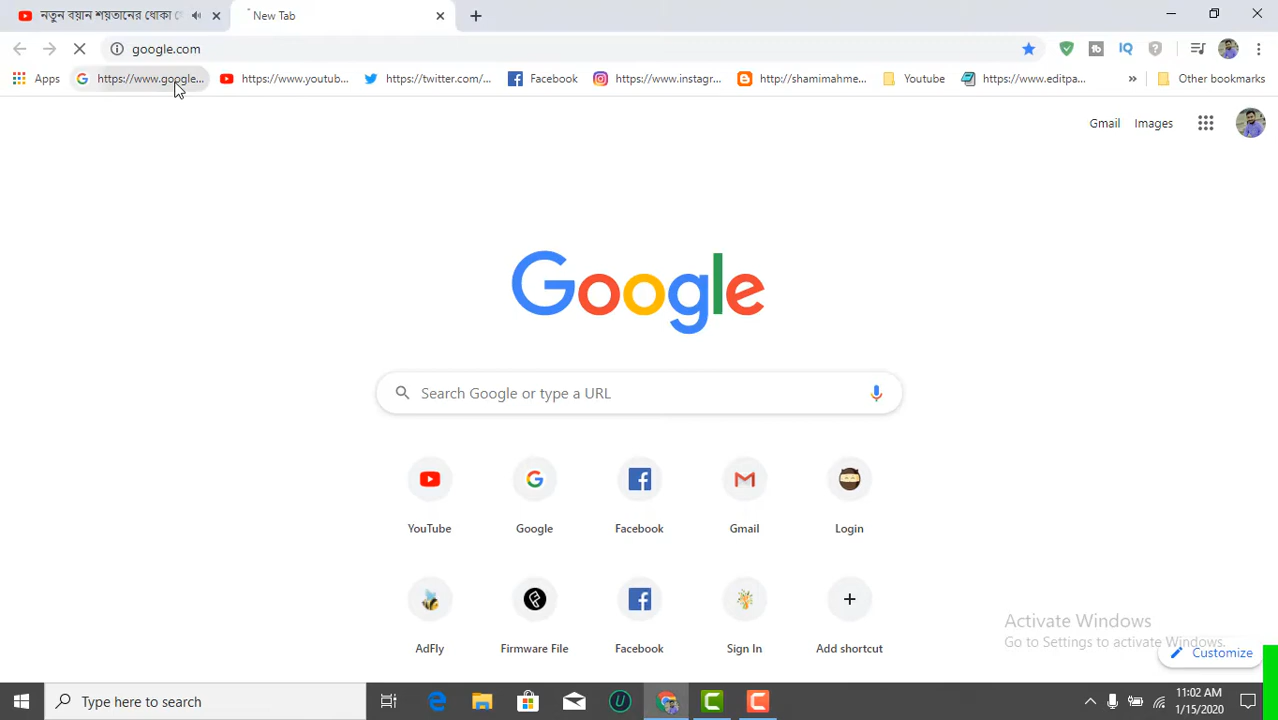 নতুন বয়ান শয়তানের ধোকা
New Tab
google.com
Apps
https://www.google...
https://www.youtub...
https://twitter.com/...
Facebook
https://www.instagr...
http://shamimahme...
Youtube
https://www.editpa...
»
Other bookmarks
Gmail
Images
Google
Search Google or type a URL
YouTube
Google
Facebook
Gmail
Login
AdFly
Firmware File
Facebook
Sign In
Add shortcut
Activate Windows
Go to Settings to activate Windows.
Customize
Type here to search
11:02 AM
1/15/2020